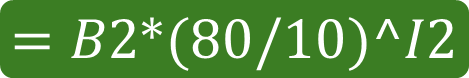 = B2*(80/10)^I2